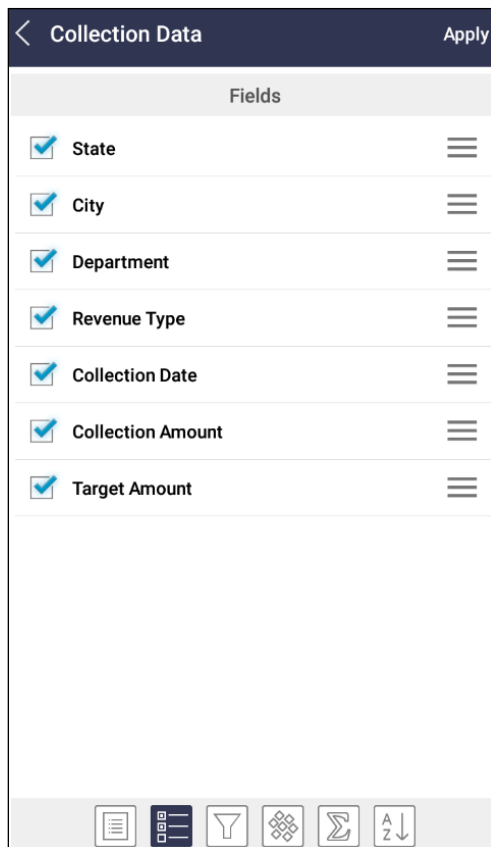 Collection Data Apply
Fields
State
City
Department
Revenue Type
Collection Date
Collection Amount
Target Amount
A
Z